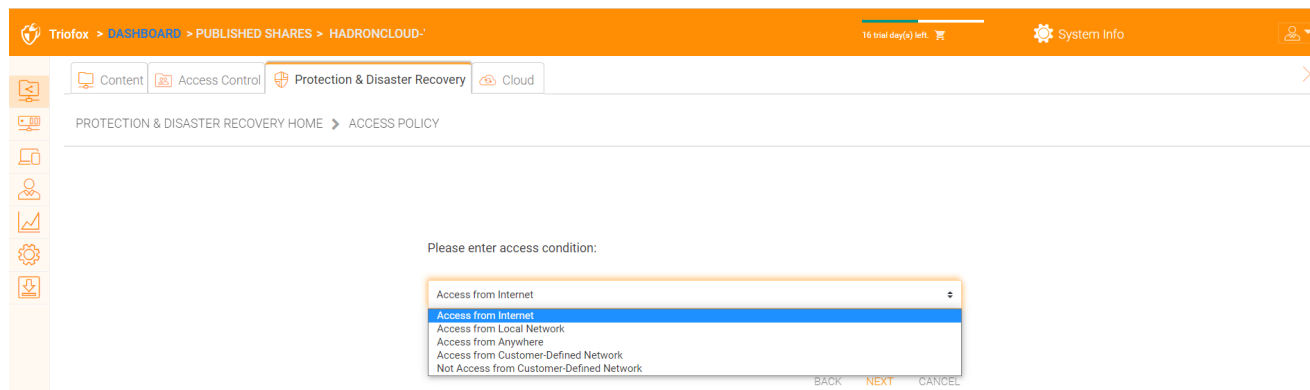 Triofox > DASHBOARD > PUBLISHED SHARES > HADRONCLOUD-'
16 trial day(s) left.
System Info
Content
Access Control
Protection & Disaster Recovery
Cloud
PROTECTION & DISASTER RECOVERY HOME > ACCESS POLICY
Please enter access condition:
Access from Internet
Access from Internet
Access from Local Network
Access from Anywhere
Access from Customer-Defined Network
Not Access from Customer-Defined Network
BACK NEXT CANCEL